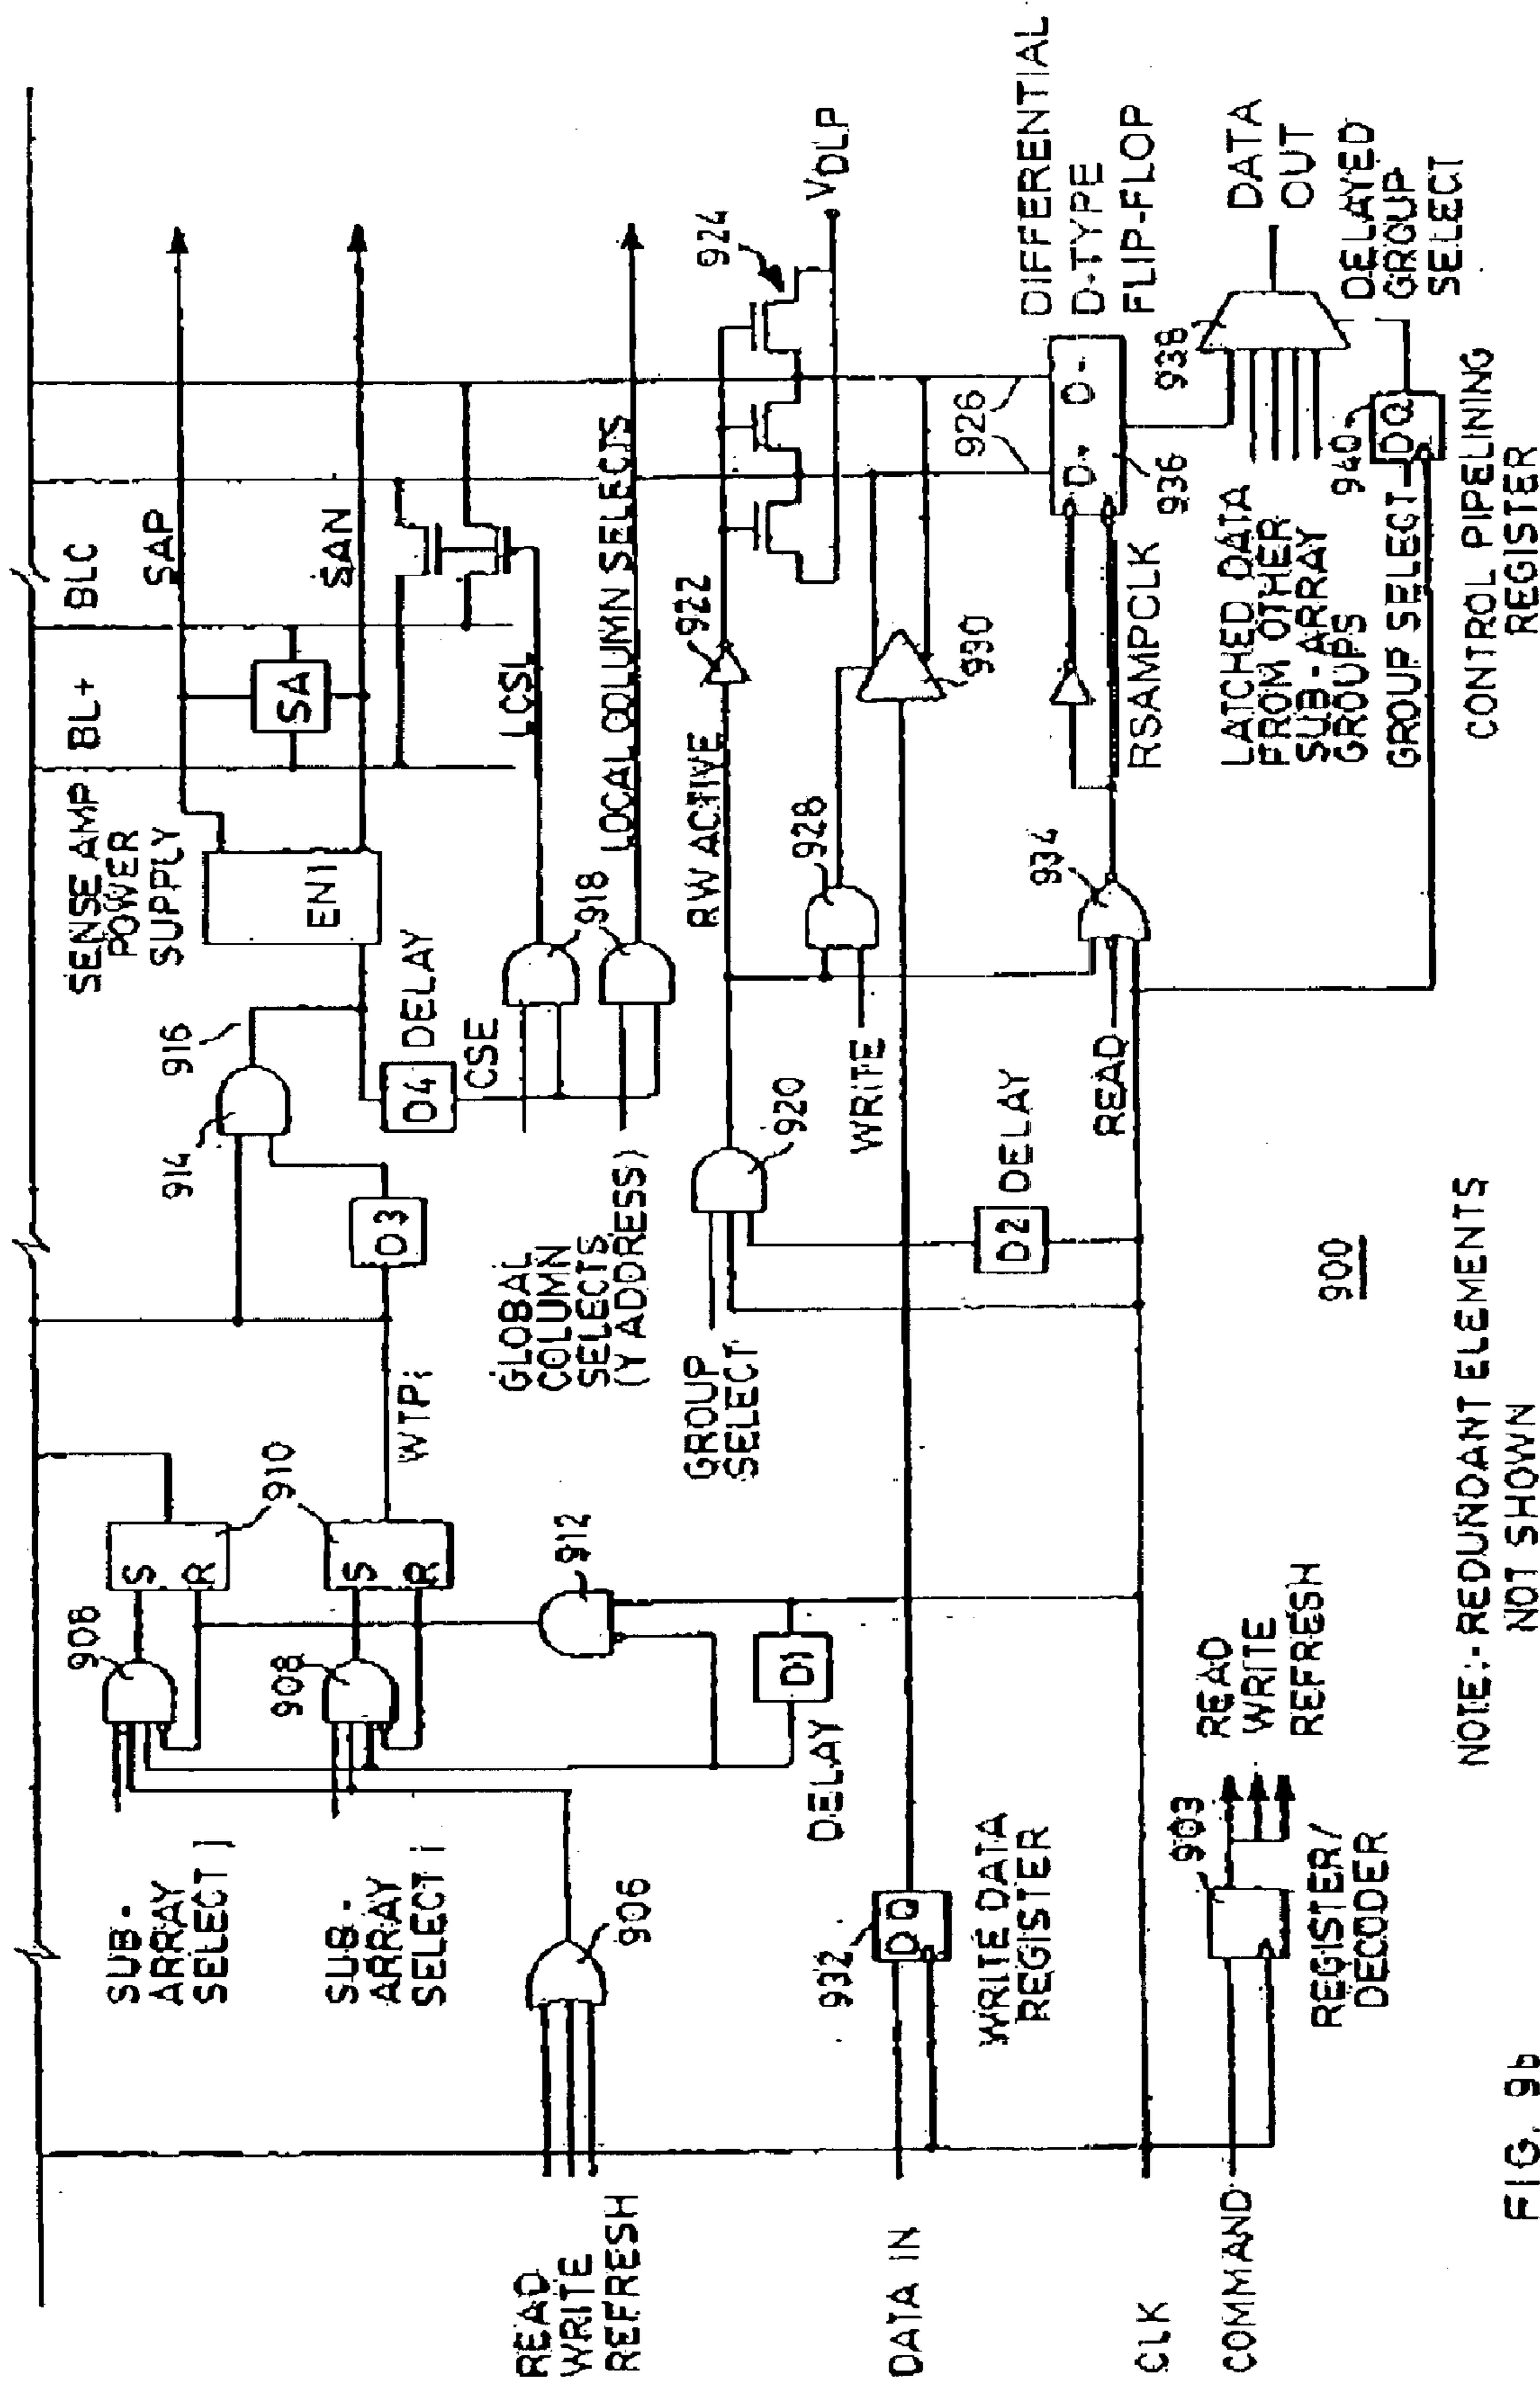 SUB-
ARRAY
SELECT j
SUB-
ARRAY
SELECT i
908
908
S
R
S
R
910
912
WTPi
D3
914
916
SENSE AMP
POWER
SUPPLY
EN1
D4
DELAY
CSE
BL+
BLC
SA
SAP
SAN
LCSL
918
LOCAL COLUMN SELECTS
GLOBAL
COLUMN
SELECTS
(Y ADDRESS)
READ
WRITE
REFRESH
906
DELAY
D1
GROUP
SELECT
920
RW ACTIVE
922
924
VDLP
WRITE
928
930
926
DATA IN
932
D Q
WRITE DATA
REGISTER
D2
DELAY
READ
934
RSAMPCLK
D+ D-
936
DIFFERENTIAL
D-TYPE
FLIP-FLOP
CLK
COMMAND
903
REGISTER/
DECODER
READ
WRITE
REFRESH
LATCHED DATA
FROM OTHER
SUB-ARRAY
GROUPS
938
DATA
OUT
GROUP SELECT
940
DQ
DELAYED
GROUP
SELECT
CONTROL PIPELINING
REGISTER
900
NOTE:- REDUNDANT ELEMENTS
NOT SHOWN
FIG. 9b